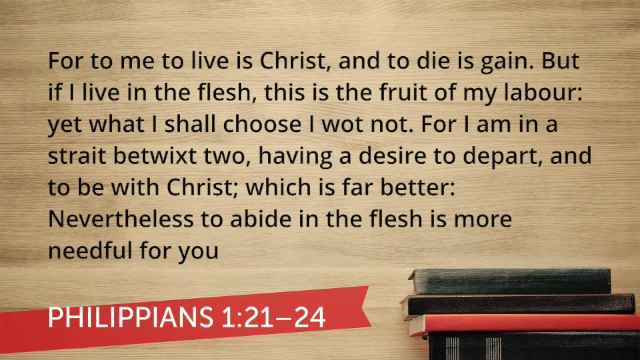 For to me to live is Christ, and to die is gain. But
if I live in the flesh, this is the fruit of my labour:
yet what I shall choose I wot not. For I am in a
strait betwixt two, having a desire to depart, and
to be with Christ; which is far better:
Nevertheless to abide in the flesh is more
needful for you
PHILIPPIANS 1:21–24